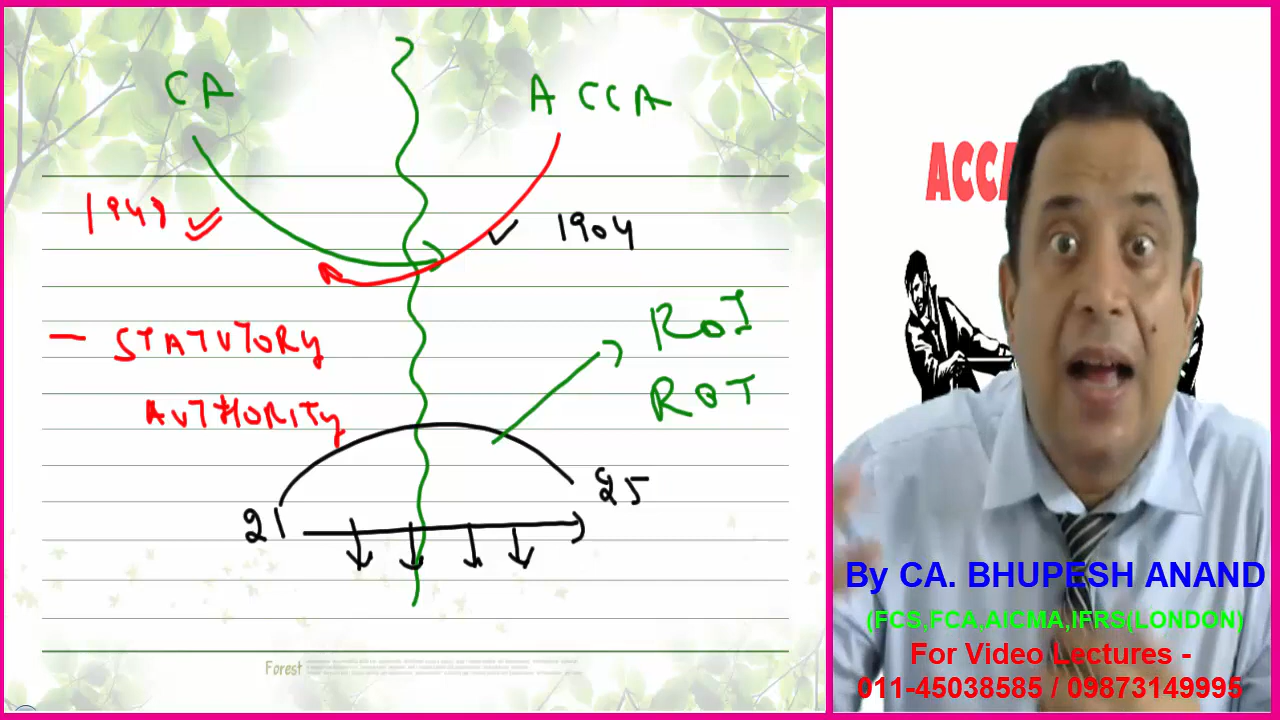 CA
ACCA
1949
1904
- STATUTORY
AUTHORITY
ROI
ROT
21
25
Forest
ACCA
By CA. BHUPESH ANAND
(FCS,FCA,AICMA,IFRS(LONDON)
For Video Lectures -
011-45038585 / 09873149995